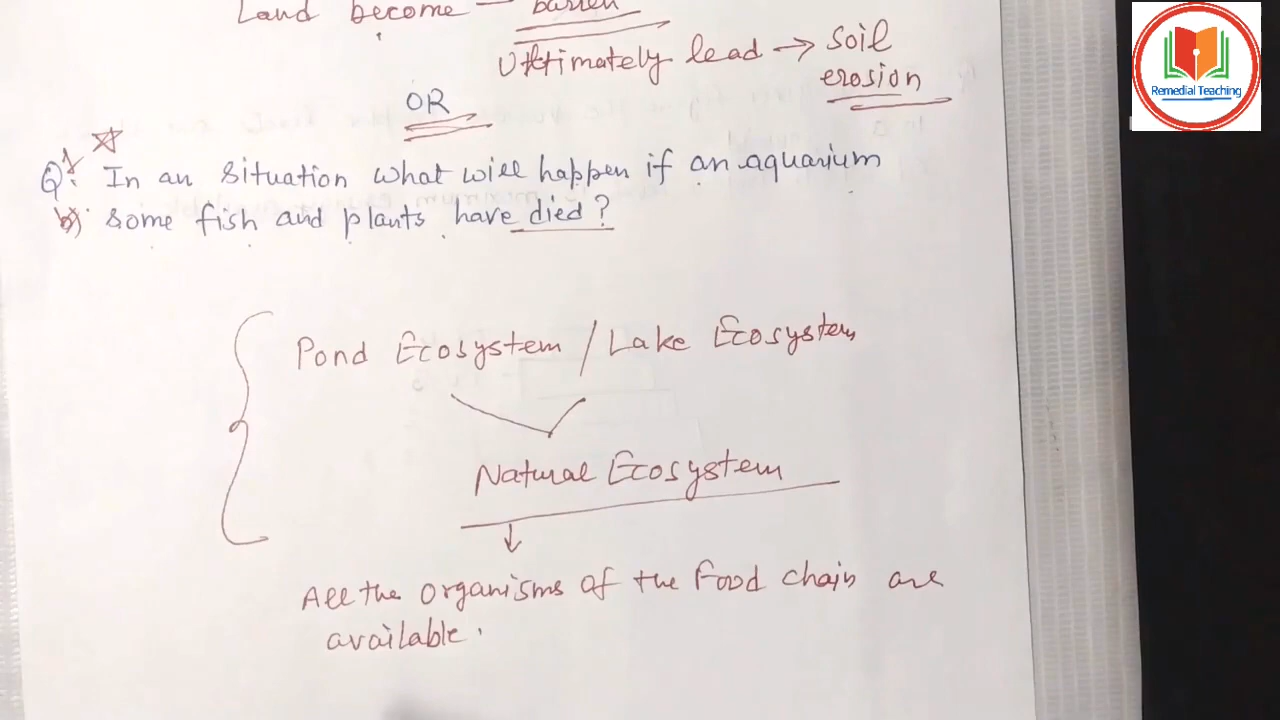 Land become — barren
Ultimately lead → soil
erosion
OR
Q:1 In an situation what will happen if an aquarium
b) some fish and plants have died?
Pond Ecosystem / Lake Ecosystem
Natural Ecosystem
↓
All the organisms of the Food chain are
available.
Remedial Teaching